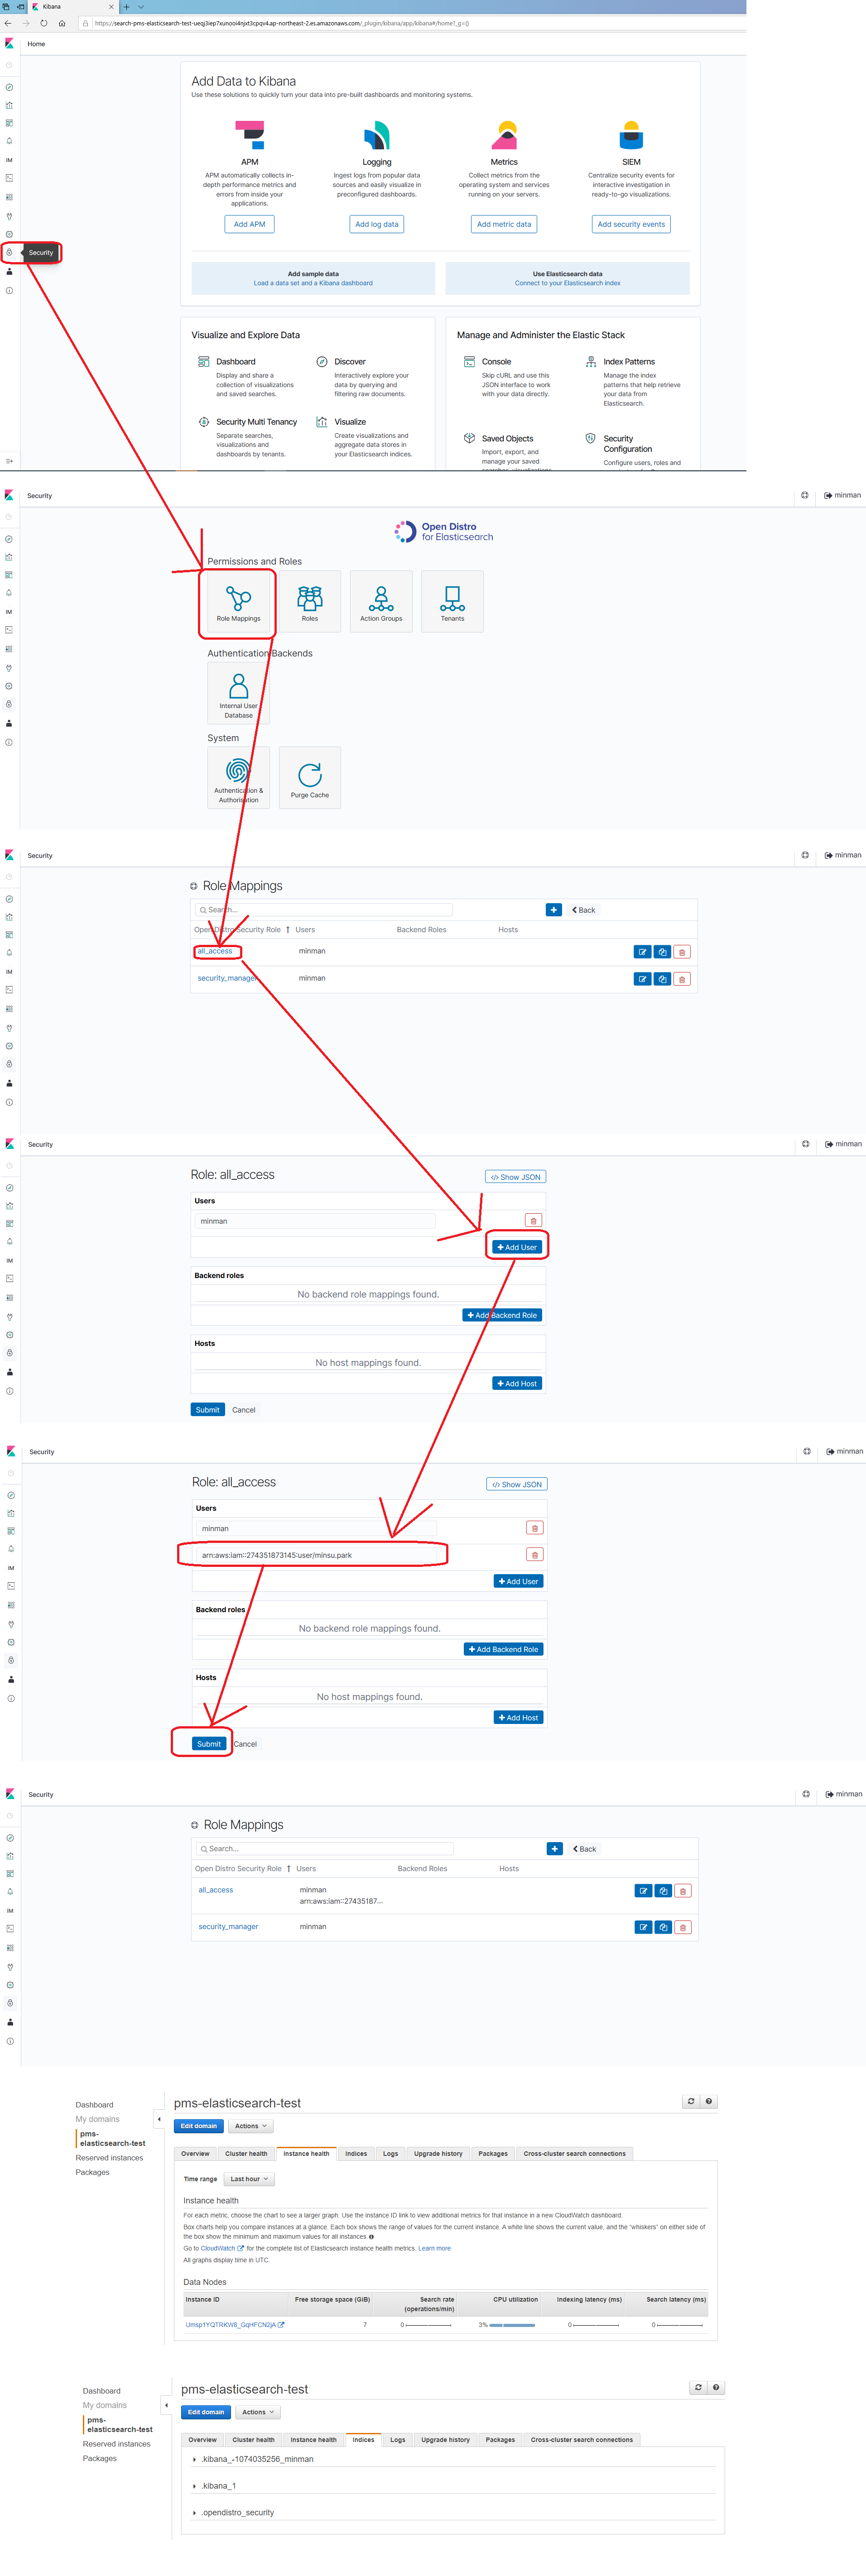 Kibana
https://search-pms-elasticsearch-test-ueqj3iep7xunooi4njxt3cpqv4.ap-northeast-2.es.amazonaws.com/_plugin/kibana/app/kibana#/home?_g=()
Home
Add Data to Kibana
Use these solutions to quickly turn your data into pre-built dashboards and monitoring systems.
APM
APM automatically collects in-
depth performance metrics and
errors from inside your
applications.
Add APM
Logging
Ingest logs from popular data
sources and easily visualize in
preconfigured dashboards.
Add log data
Metrics
Collect metrics from the
operating system and services
running on your servers.
Add metric data
SIEM
Centralize security events for
interactive investigation in
ready-to-go visualizations.
Add security events
IM
Security
Add sample data
Load a data set and a Kibana dashboard
Use Elasticsearch data
Connect to your Elasticsearch index
Visualize and Explore Data
Dashboard
Display and share a
collection of visualizations
and saved searches.
Discover
Interactively explore your
data by querying and
filtering raw documents.
Security Multi Tenancy
Separate searches,
visualizations and
dashboards by tenants.
Visualize
Create visualizations and
aggregate data stores in
your Elasticsearch indices.
Manage and Administer the Elastic Stack
Console
Skip cURL and use this
JSON interface to work
with your data directly.
Index Patterns
Manage the index
patterns that help retrieve
your data from
Elasticsearch.
Saved Objects
Import, export, and
manage your saved
searches, visualizations
Security
Configuration
Configure users, roles and
Security
minman
Open Distro
for Elasticsearch
Permissions and Roles
Role Mappings
Roles
Action Groups
Tenants
IM
Authentication Backends
Internal User
Database
System
Authentication &
Authorisation
Purge Cache
Security
minman
Role Mappings
Search...
Back
Open Distro Security Role
Users
Backend Roles
Hosts
all_access
minman
IM
security_manager
minman
Security
minman
Role: all_access
Show JSON
Users
minman
Add User
IM
Backend roles
No backend role mappings found.
Add Backend Role
Hosts
No host mappings found.
Add Host
Submit
Cancel
Security
minman
Role: all_access
Show JSON
Users
minman
arn:aws:iam::274351873145:user/minsu.park
IM
Add User
Backend roles
No backend role mappings found.
Add Backend Role
Hosts
No host mappings found.
Add Host
Submit
Cancel
Security
minman
Role Mappings
Search...
Back
Open Distro Security Role
Users
Backend Roles
Hosts
all_access
minman
arn:aws:iam::27435187...
IM
security_manager
minman
Dashboard
My domains
pms-
elasticsearch-test
Reserved instances
Packages
pms-elasticsearch-test
Edit domain
Actions
Overview
Cluster health
Instance health
Indices
Logs
Upgrade history
Packages
Cross-cluster search connections
Time range
Last hour
Instance health
For each metric, choose the chart to see a larger graph. Use the instance ID link to view additional metrics for that instance in a new CloudWatch dashboard.
Box charts help you compare instances at a glance. Each box shows the range of values for the current instance. A white line shows the current value, and the "whiskers" on either side of
the box show the minimum and maximum values for all instances.
Go to CloudWatch for the complete list of Elasticsearch instance health metrics. Learn more
All graphs display time in UTC.
Data Nodes
Instance ID
Free storage space (GiB)
Search rate
(operations/min)
CPU utilization
Indexing latency (ms)
Search latency (ms)
Umsp1YQTRKW8_GqHFCN2jA
7
0
3%
0
0
Dashboard
My domains
pms-
elasticsearch-test
Reserved instances
Packages
pms-elasticsearch-test
Edit domain
Actions
Overview
Cluster health
Instance health
Indices
Logs
Upgrade history
Packages
Cross-cluster search connections
.kibana_-1074035256_minman
.kibana_1
.opendistro_security